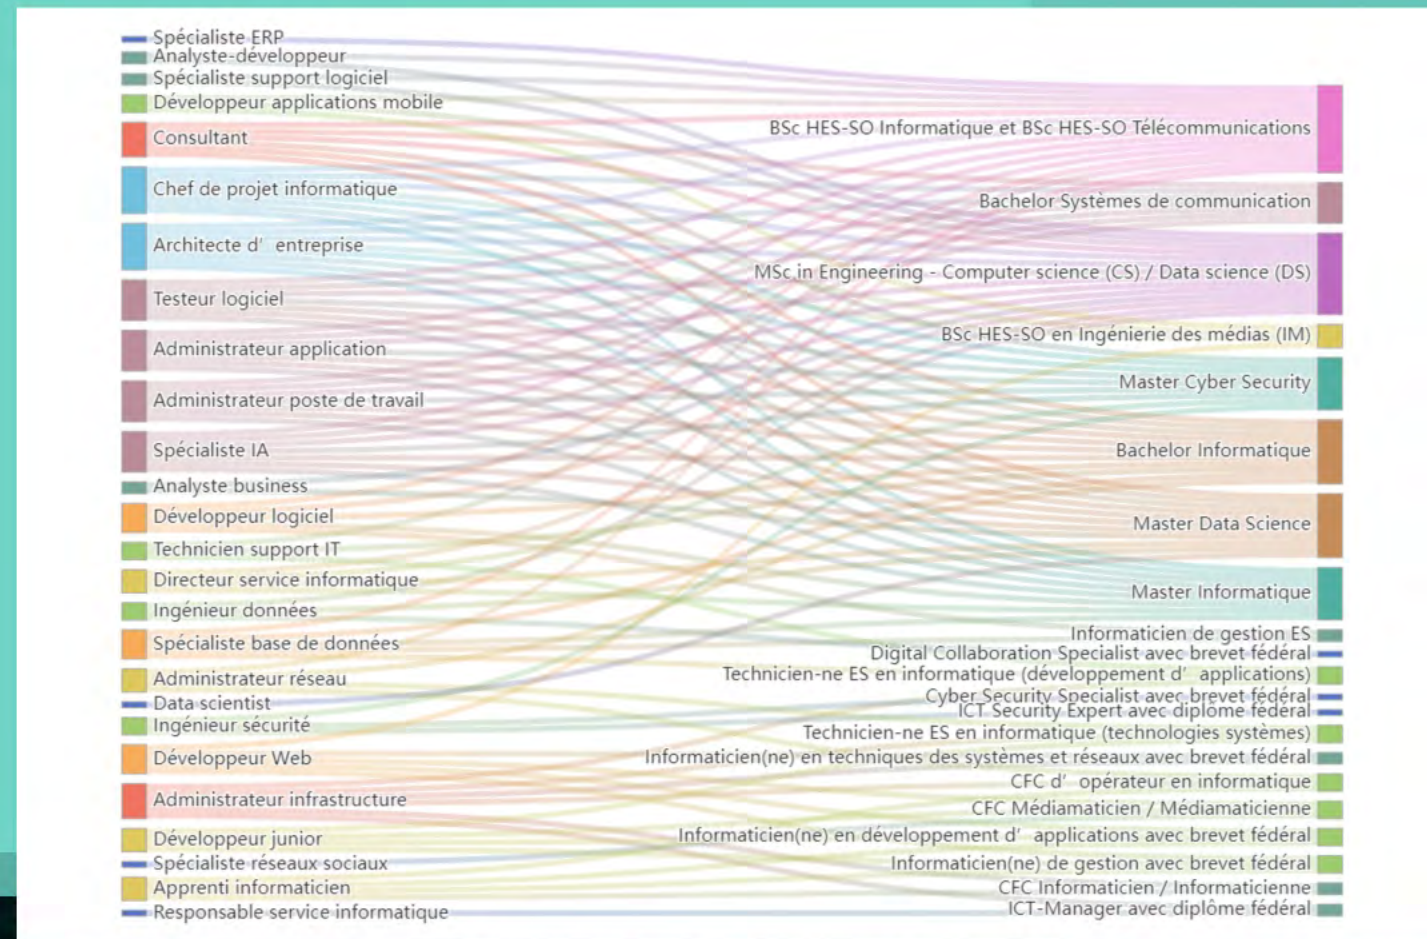 Spécialiste ERP
Analyste-développeur
Spécialiste support logiciel
Développeur applications mobile
Consultant
Chef de projet informatique
Architecte d’ entreprise
Testeur logiciel
Administrateur application
Administrateur poste de travail
Spécialiste IA
Analyste business
Développeur logiciel
Technicien support IT
Directeur service informatique
Ingénieur données
Spécialiste base de données
Administrateur réseau
Data scientist
Ingénieur sécurité
Développeur Web
Administrateur infrastructure
Développeur junior
Spécialiste réseaux sociaux
Apprenti informaticien
Responsable service informatique
BSc HES-SO Informatique et BSc HES-SO Télécommunications
Bachelor Systèmes de communication
MSc in Engineering - Computer science (CS) / Data science (DS)
BSc HES-SO en Ingénierie des médias (IM)
Master Cyber Security
Bachelor Informatique
Master Data Science
Master Informatique
Informaticien de gestion ES
Digital Collaboration Specialist avec brevet fédéral
Technicien-ne ES en informatique (développement d’ applications)
Cyber Security Specialist avec brevet fédéral
ICT Security Expert avec diplôme fédéral
Technicien-ne ES en informatique (technologies systèmes)
Informaticien(ne) en techniques des systèmes et réseaux avec brevet fédéral
CFC d’ opérateur en informatique
CFC Médiamaticien / Médiamaticienne
Informaticien(ne) en développement d’ applications avec brevet fédéral
Informaticien(ne) de gestion avec brevet fédéral
CFC Informaticien / Informaticienne
ICT-Manager avec diplôme fédéral